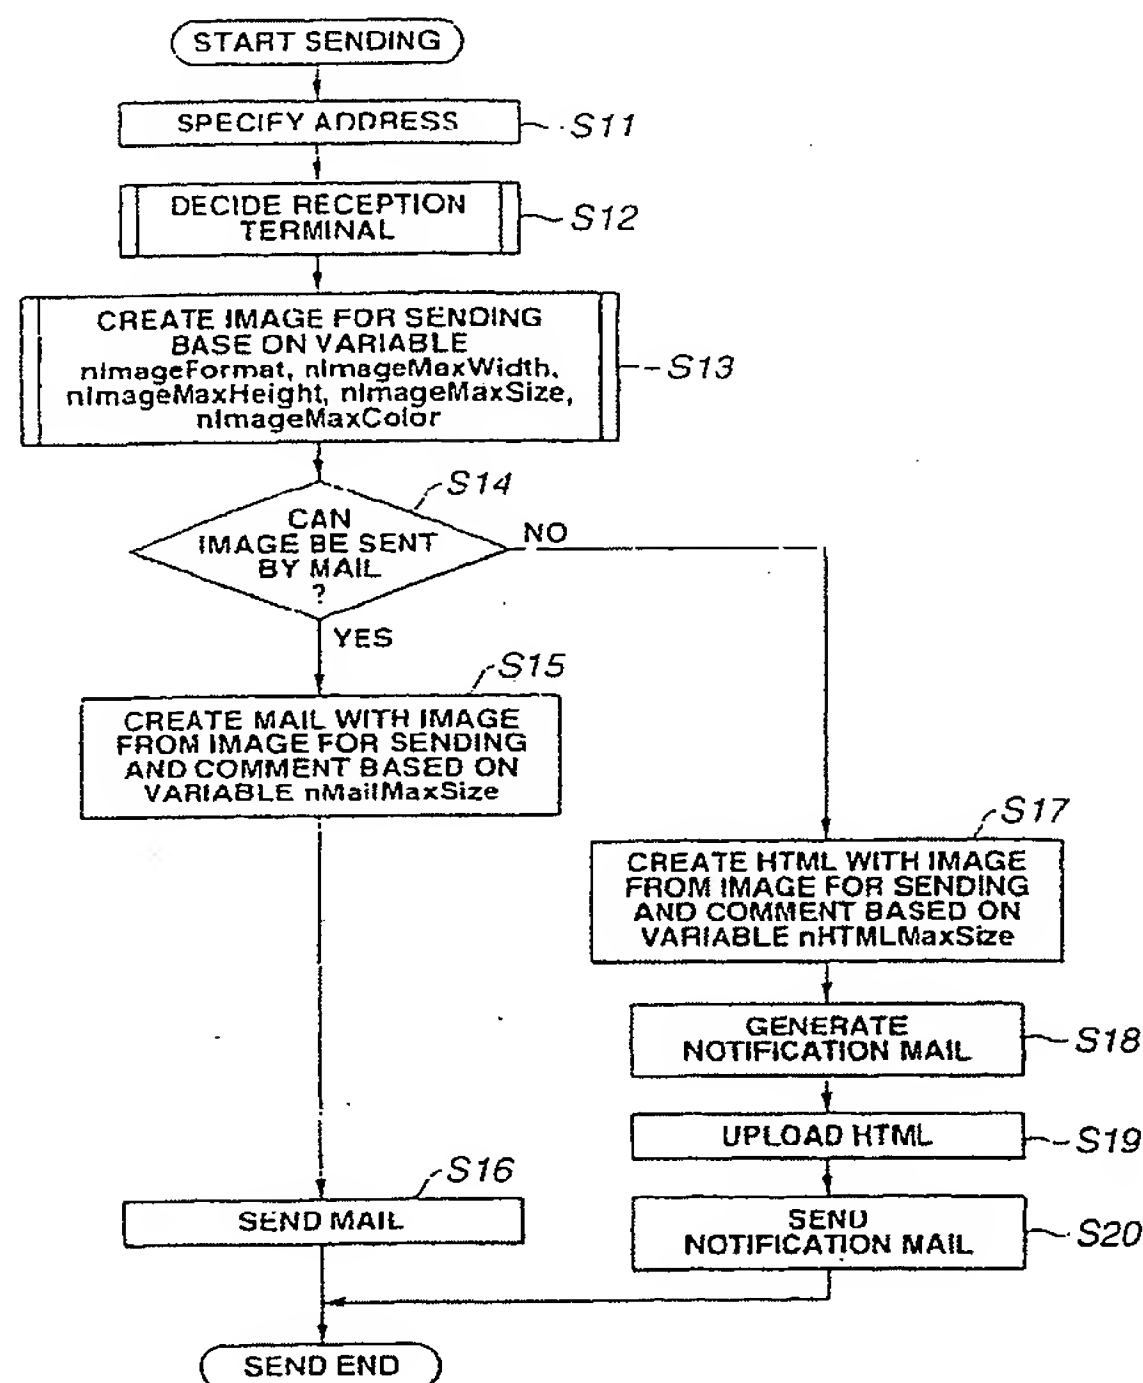 START SENDING
SPECIFY ADDRESS
S11
DECIDE RECEPTION
TERMINAL
S12
CREATE IMAGE FOR SENDING
BASE ON VARIABLE
nImageFormat, nImageMaxWidth,
nImageMaxHeight, nImageMaxSize,
nImageMaxColor
S13
S14
CAN
IMAGE BE SENT
BY MAIL
?
NO
YES
S15
CREATE MAIL WITH IMAGE
FROM IMAGE FOR SENDING
AND COMMENT BASED ON
VARIABLE nMailMaxSize
S17
CREATE HTML WITH IMAGE
FROM IMAGE FOR SENDING
AND COMMENT BASED ON
VARIABLE nHTMLMaxSize
GENERATE
NOTIFICATION MAIL
S18
UPLOAD HTML
S19
S16
SEND MAIL
SEND
NOTIFICATION MAIL
S20
SEND END